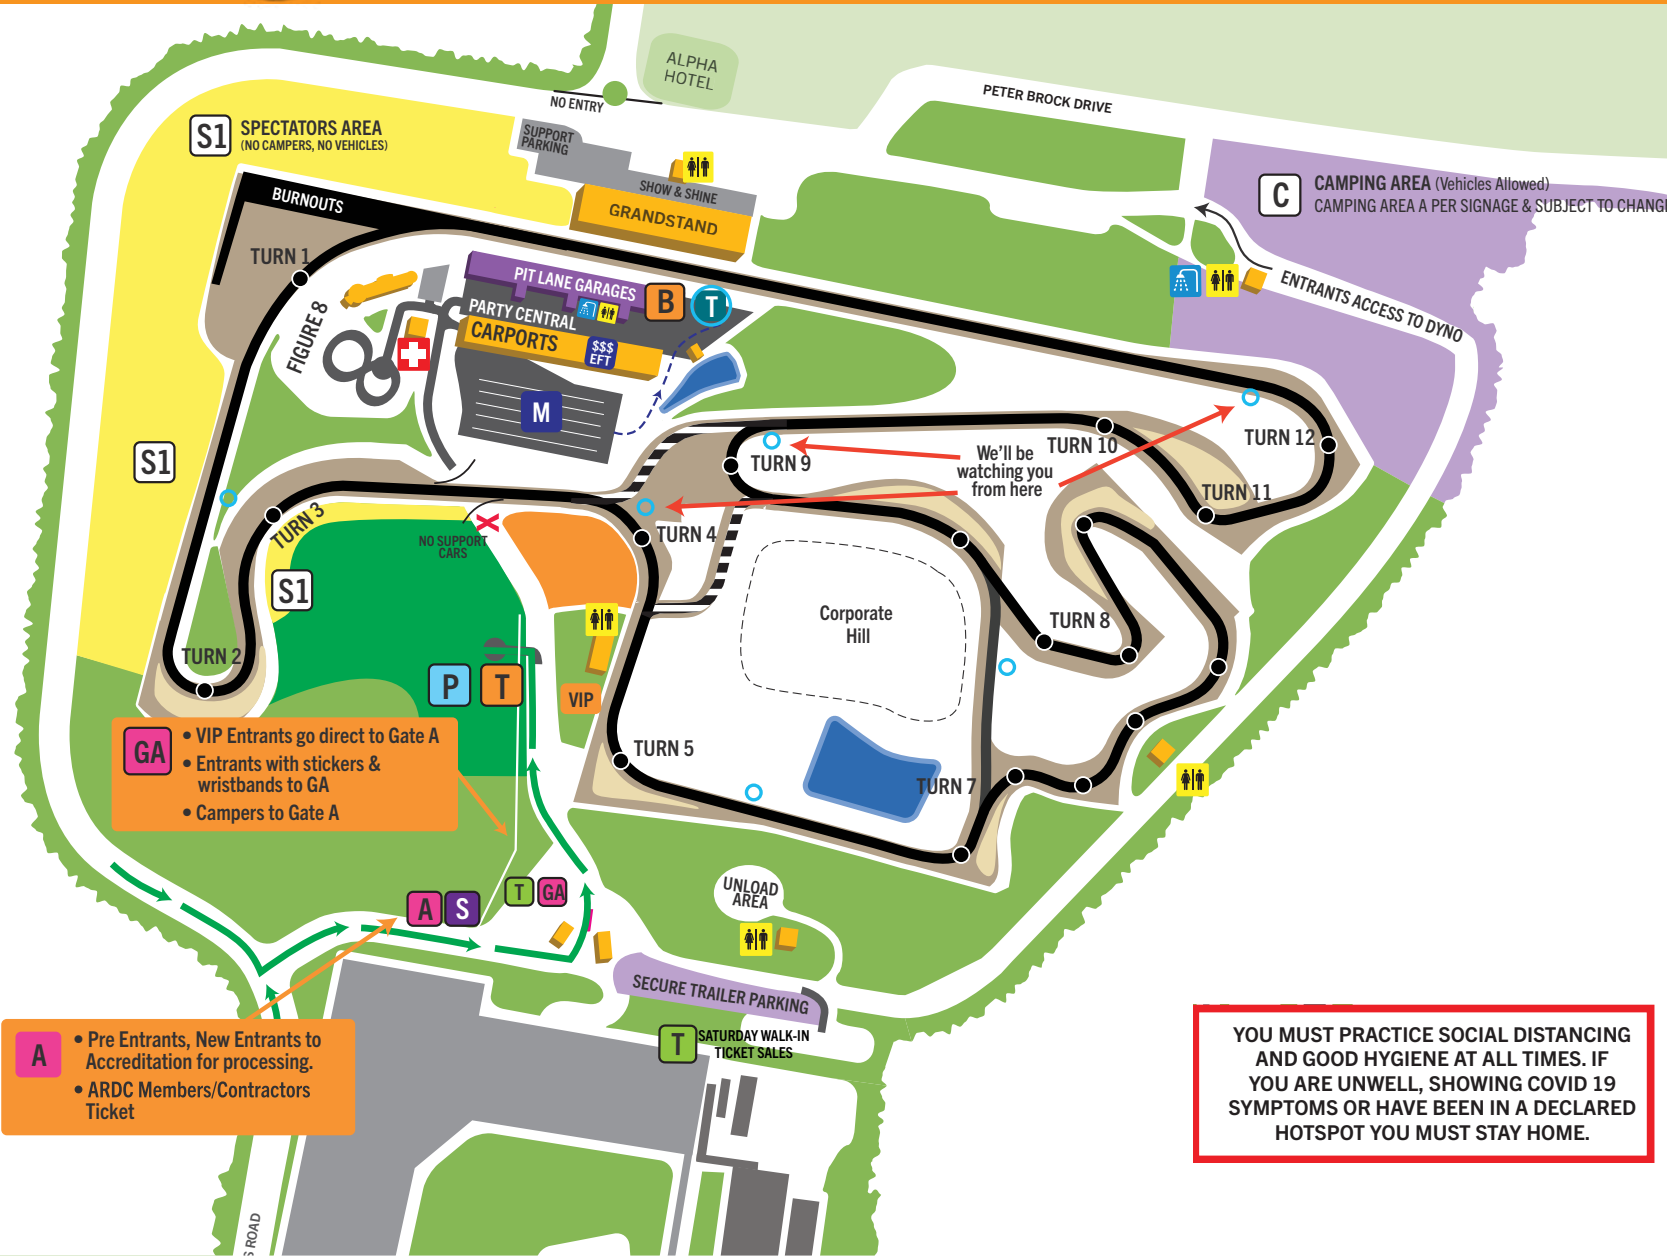 ALPHA
HOTEL
NO ENTRY
PETER BROCK DRIVE
S1
SPECTATORS AREA
(NO CAMPERS, NO VEHICLES)
SUPPORT
PARKING
SHOW & SHINE
GRANDSTAND
C
CAMPING AREA (Vehicles Allowed)
CAMPING AREA A PER SIGNAGE & SUBJECT TO CHANG
BURNOUTS
TURN 1
PIT LANE GARAGES
B
T
PARTY CENTRAL
CARPORTS
$$$
EFT
FIGURE 8
M
ENTRANTS ACCESS TO DYNO
S1
TURN 9
We'll be
watching you
from here
TURN 10
TURN 12
TURN 11
TURN 3
NO SUPPORT
CARS
X
TURN 4
S1
Corporate
Hill
TURN 8
TURN 2
P
T
VIP
GA
• VIP Entrants go direct to Gate A
• Entrants with stickers &
wristbands to GA
• Campers to Gate A
TURN 5
TURN 7
A
S
T
GA
UNLOAD
AREA
SECURE TRAILER PARKING
T
SATURDAY WALK-IN
TICKET SALES
A
• Pre Entrants, New Entrants to
Accreditation for processing.
• ARDC Members/Contractors
Ticket
YOU MUST PRACTICE SOCIAL DISTANCING
AND GOOD HYGIENE AT ALL TIMES. IF
YOU ARE UNWELL, SHOWING COVID 19
SYMPTOMS OR HAVE BEEN IN A DECLARED
HOTSPOT YOU MUST STAY HOME.
S ROAD